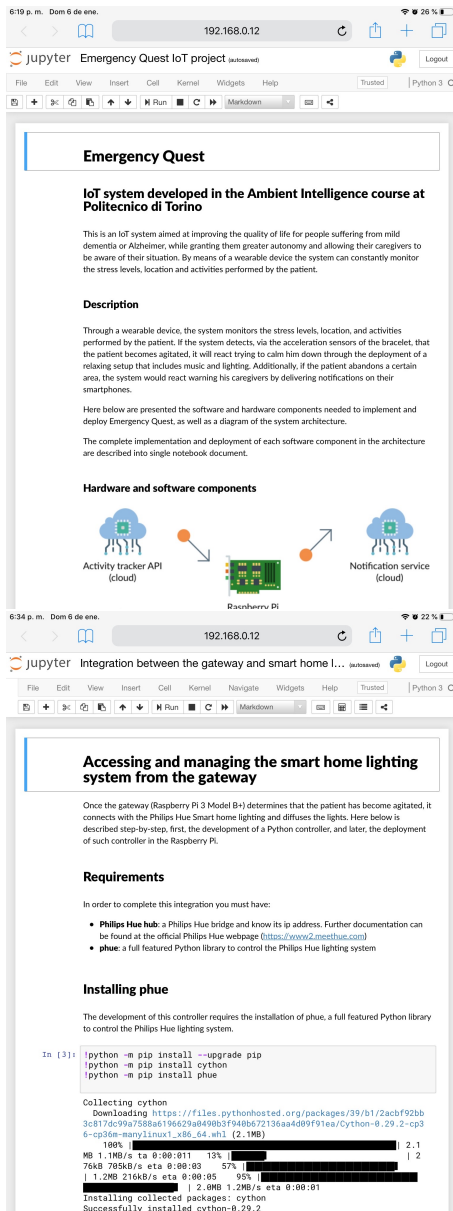 6:19 p. m. Dom 6 de ene.
26 %
192.168.0.12
jupyter Emergency Quest IoT project (autosaved)
Logout
File Edit View Insert Cell Kernel Widgets Help
Trusted
Python 3
Run
Markdown
Emergency Quest
IoT system developed in the Ambient Intelligence course at
Politecnico di Torino
This is an IoT system aimed at improving the quality of life for people suffering from mild
dementia or Alzheimer, while granting them greater autonomy and allowing their caregivers to
be aware of their situation. By means of a wearable device the system can constantly monitor
the stress levels, location and activities performed by the patient.
Description
Through a wearable device, the system monitors the stress levels, location, and activities
performed by the patient. If the system detects, via the acceleration sensors of the bracelet, that
the patient becomes agitated, it will react trying to calm him down through the deployment of a
relaxing setup that includes music and lighting. Additionally, if the patient abandons a certain
area, the system would react warning his caregivers by delivering notifications on their
smartphones.
Here below are presented the software and hardware components needed to implement and
deploy Emergency Quest, as well as a diagram of the system architecture.
The complete implementation and deployment of each software component in the architecture
are described into single notebook document.
Hardware and software components
Activity tracker API
(cloud)
Notification service
(cloud)
Raspberry Pi
6:34 p. m. Dom 6 de ene.
22 %
192.168.0.12
jupyter Integration between the gateway and smart home l... (autosaved)
Logout
File Edit View Insert Cell Kernel Navigate Widgets Help
Trusted
Python 3
Run
Markdown
Accessing and managing the smart home lighting
system from the gateway
Once the gateway (Raspberry Pi 3 Model B+) determines that the patient has become agitated, it
connects with the Philips Hue Smart home lighting and diffuses the lights. Here below is
described step-by-step, first, the development of a Python controller, and later, the deployment
of such controller in the Raspberry Pi.
Requirements
In order to complete this integration you must have:
Philips Hue hub: a Philips Hue bridge and know its ip address. Further documentation can
be found at the official Philips Hue webpage (https://www2.meethue.com)
phue: a full featured Python library to control the Philips Hue lighting system
Installing phue
The development of this controller requires the installation of phue, a full featured Python library
to control the Philips Hue lighting system.
In [3]: !python -m pip install --upgrade pip
!python -m pip install cython
!python -m pip install phue
Collecting cython
Downloading https://files.pythonhosted.org/packages/39/b1/2acbf92bb
3c817dc99a7588a6196629a0490b3f940b672136aa4d09f91ea/Cython-0.29.2-cp3
6-cp36m-manylinux1_x86_64.whl (2.1MB)
100% | | 2.1
MB 1.1MB/s ta 0:00:011 13% | | 2
76kB 705kB/s eta 0:00:03 57% |
| 1.2MB 216kB/s eta 0:00:05 95% |
| 2.0MB 1.2MB/s eta 0:00:01
Installing collected packages: cython
Successfully installed cython-0.29.2